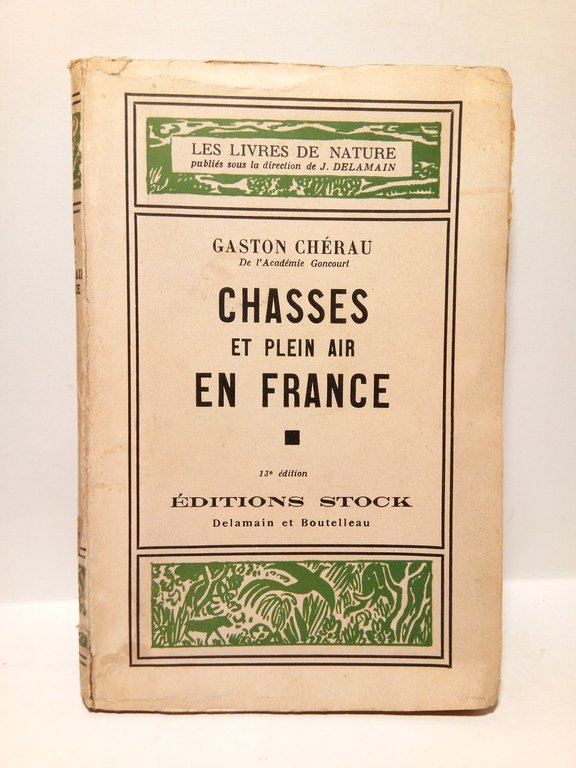 LES LIVRES DE NATURE
publiés sous la direction de J. DELAMAIN
GASTON CHÉRAU
De l'Académie Goncourt
CHASSES
ET PLEIN AIR
EN FRANCE
13e édition
ÉDITIONS STOCK
Delamain et Boutelleau